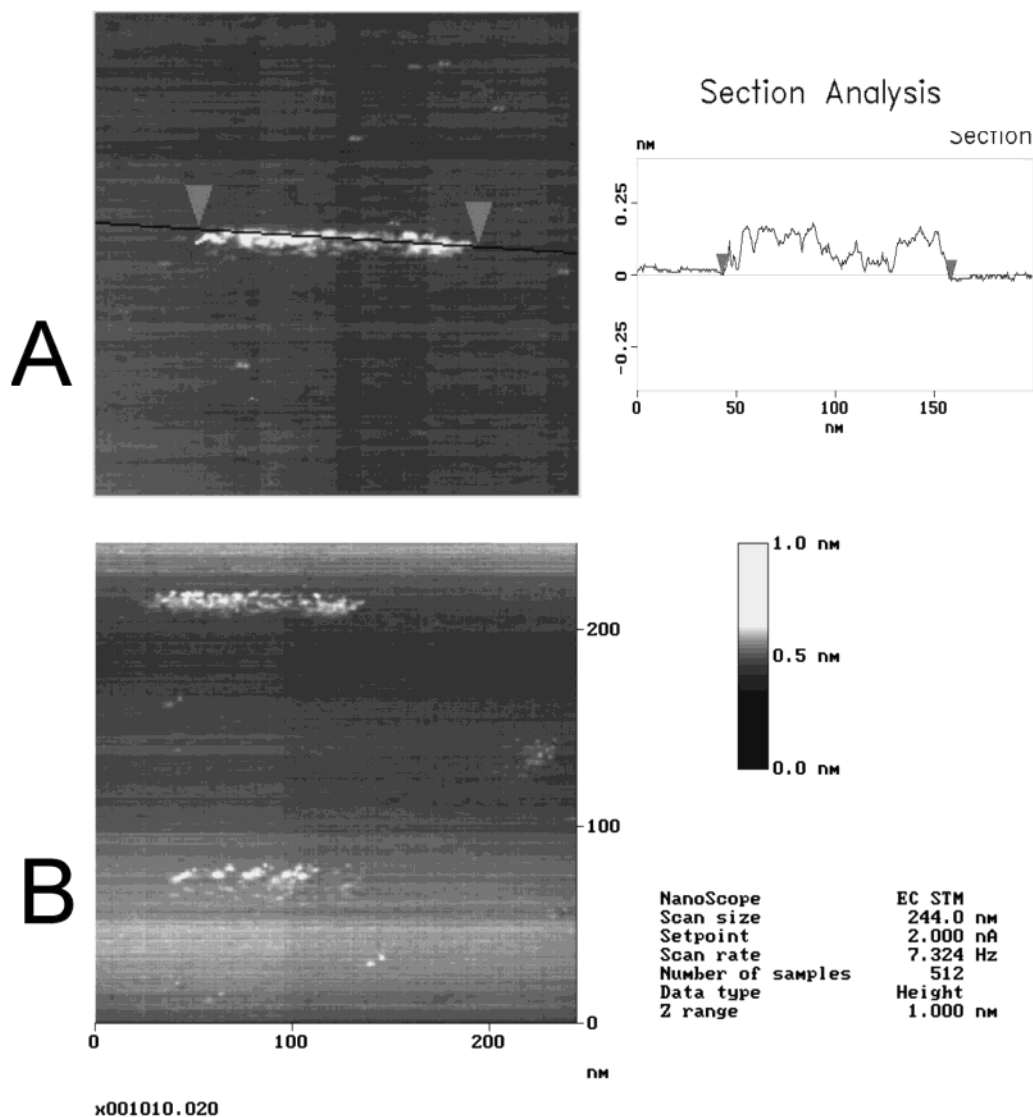 A
Section Analysis
nm
Section
0.25
0
-0.25
0 50 100 150
nm
B
200
100
0
0 100 200
nm
1.0 nm
0.5 nm
0.0 nm
NanoScope EC STM
Scan size 244.0 nm
Setpoint 2.000 nA
Scan rate 7.324 Hz
Number of samples 512
Data type Height
Z range 1.000 nm
x001010.020